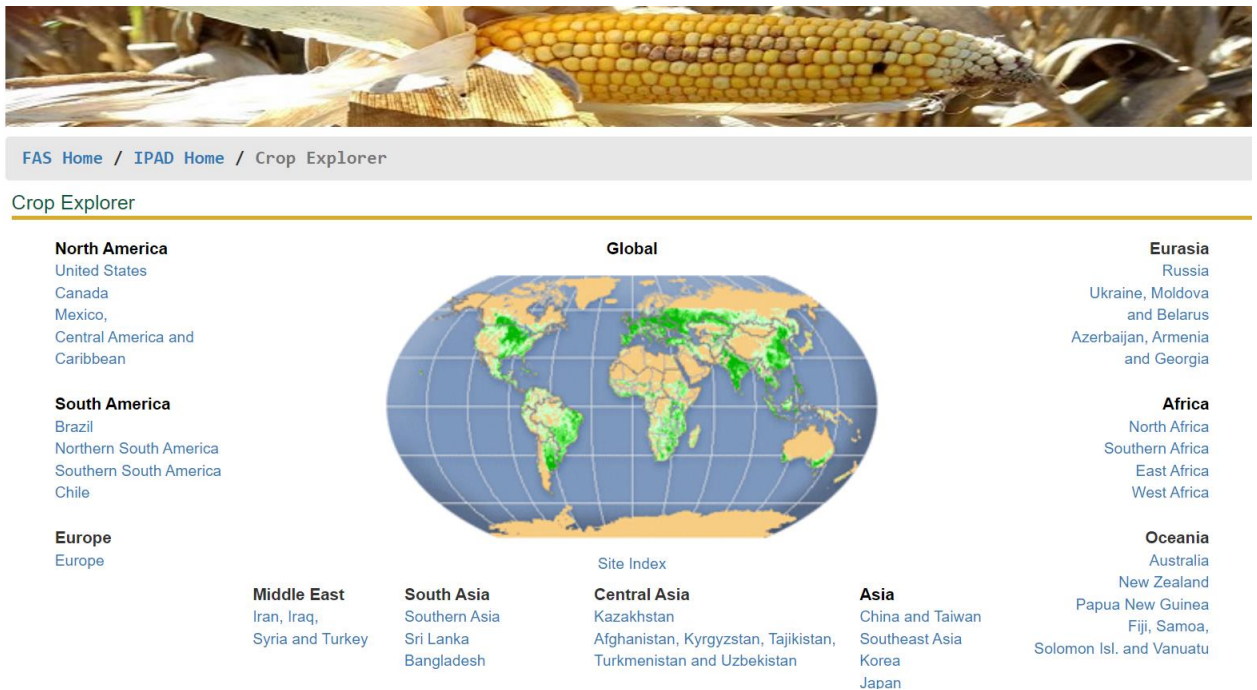 FAS Home / IPAD Home / Crop Explorer
Crop Explorer
North America
United States
Canada
Mexico,
Central America and
Caribbean
South America
Brazil
Northern South America
Southern South America
Chile
Europe
Europe
Global
Site Index
Middle East
Iran, Iraq,
Syria and Turkey
South Asia
Southern Asia
Sri Lanka
Bangladesh
Central Asia
Kazakhstan
Afghanistan, Kyrgyzstan, Tajikistan,
Turkmenistan and Uzbekistan
Asia
China and Taiwan
Southeast Asia
Korea
Japan
Eurasia
Russia
Ukraine, Moldova
and Belarus
Azerbaijan, Armenia
and Georgia
Africa
North Africa
Southern Africa
East Africa
West Africa
Oceania
Australia
New Zealand
Papua New Guinea
Fiji, Samoa,
Solomon Isl. and Vanuatu